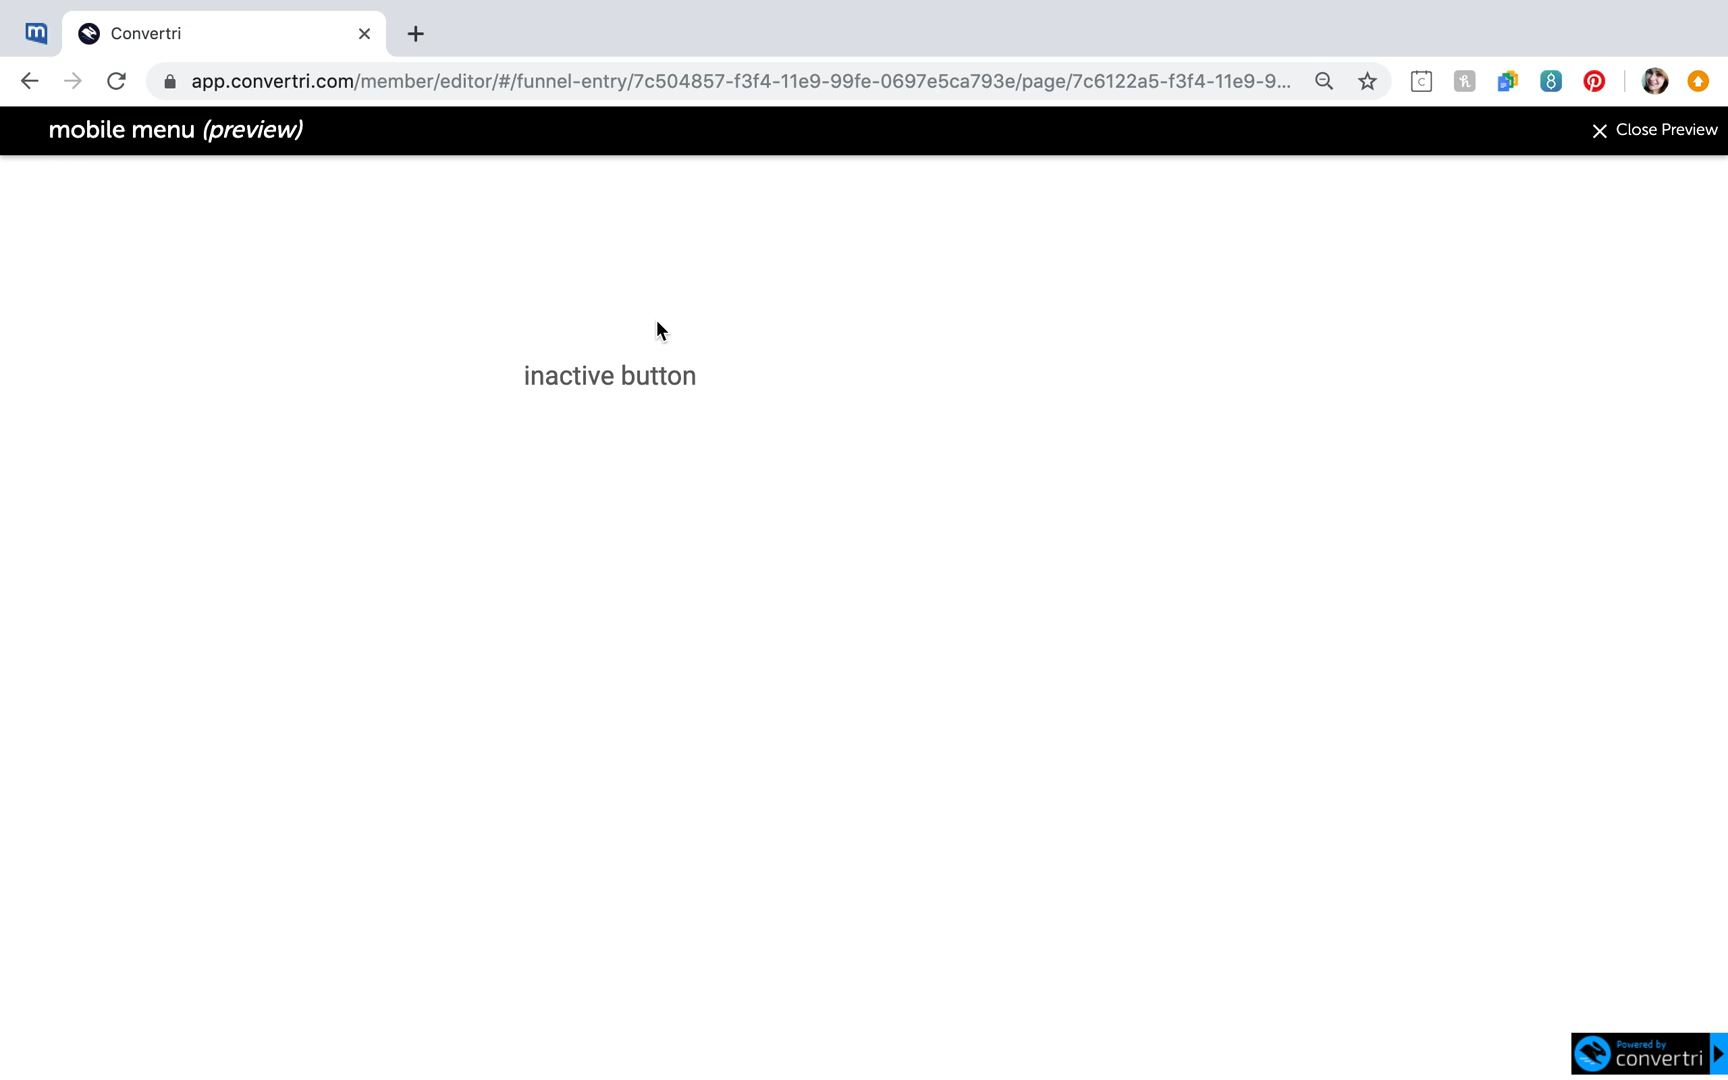 Convertri
app.convertri.com/member/editor/#/funnel-entry/7c504857-f3f4-11e9-99fe-0697e5ca793e/page/7c6122a5-f3f4-11e9-9...
mobile menu (preview)
Close Preview
inactive button
Powered by
convertri